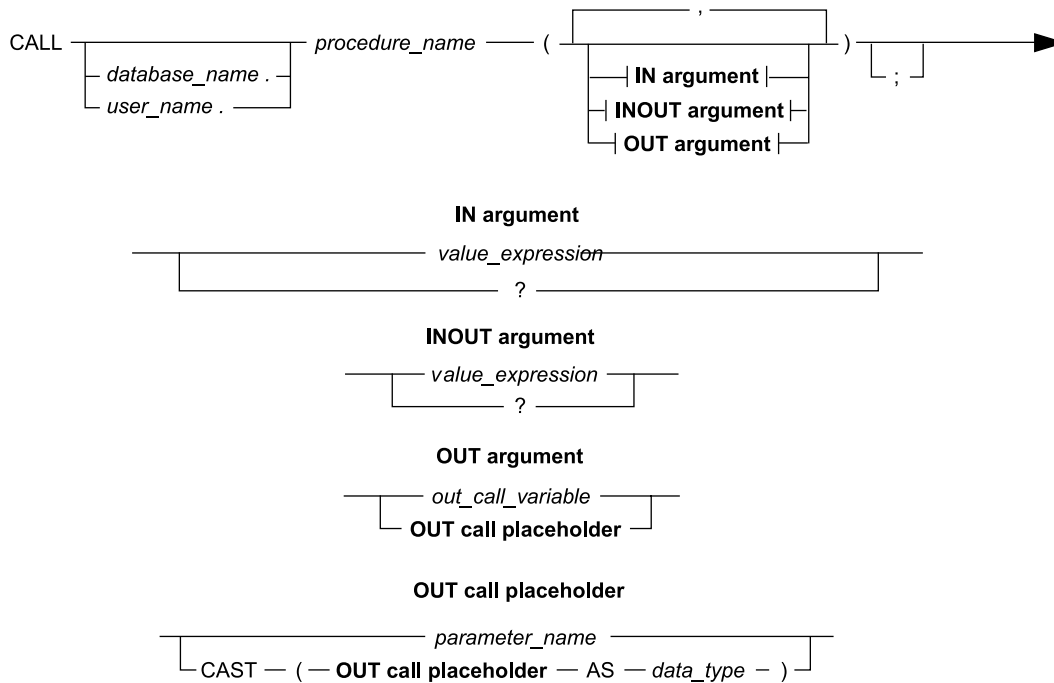 ,
CALL procedure_name ( )
database_name . IN argument ;
user_name . INOUT argument
OUT argument
IN argument
value_expression
?
INOUT argument
value_expression
?
OUT argument
out_call_variable
OUT call placeholder
OUT call placeholder
parameter_name
CAST ( OUT call placeholder AS data_type )